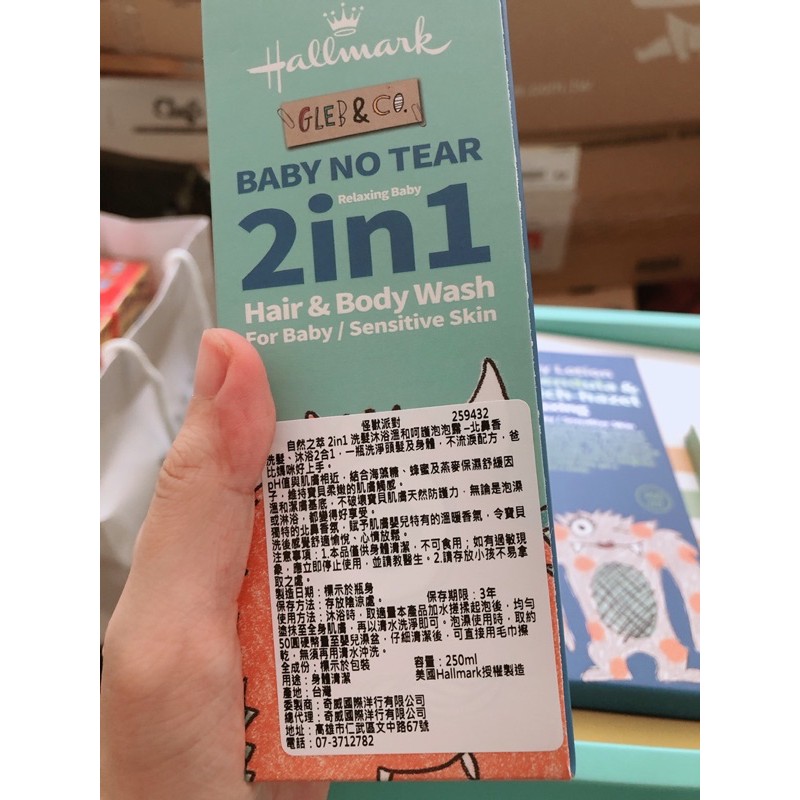 Hallmark
GLEB & CO.
BABY NO TEAR
Relaxing Baby
2in1
Hair & Body Wash
For Baby / Sensitive Skin
怪獸派對 259432
自然之萃 2in1 洗髮沐浴溫和呵護泡泡露–北鼻香
洗髮、沐浴2合1，一瓶洗淨頭髮及身體，不流淚配方，爸
比媽咪好上手。
pH值與肌膚相近，結合海藻糖、蜂蜜及燕麥保濕舒緩因
子，維持寶貝柔嫩的肌膚觸感。
溫和潔膚基底，不破壞寶貝肌膚天然防護力，無論是泡澡
或淋浴，都變得好享受。
獨特的北鼻香氛，賦予肌膚嬰兒特有的溫暖香氣，令寶貝
洗後感覺舒適愉悅、心情放鬆。
注意事項：1.本品僅供身體清潔，不可食用；如有過敏現
象，應立即停止使用，並請教醫生。2.請存放小孩不易拿
取之處。
製造日期：標示於瓶身
保存方法：存放陰涼處。 保存期限：3年
使用方法：沐浴時，取適量本產品加水搓揉起泡後，均勻
塗抹至全身肌膚，再以清水洗淨即可。泡澡使用時，取約
50圓硬幣量至嬰兒澡盆，仔細清潔後，可直接用毛巾擦
乾，無須再用清水沖洗。
全成份：標示於包裝 容量：250ml
用途：身體清潔 美國Hallmark授權製造
產地：台灣
委製商：奇威國際洋行有限公司
總代理：奇威國際洋行有限公司
地址：高雄市仁武區文中路67號
電話：07-3712782
Lotion